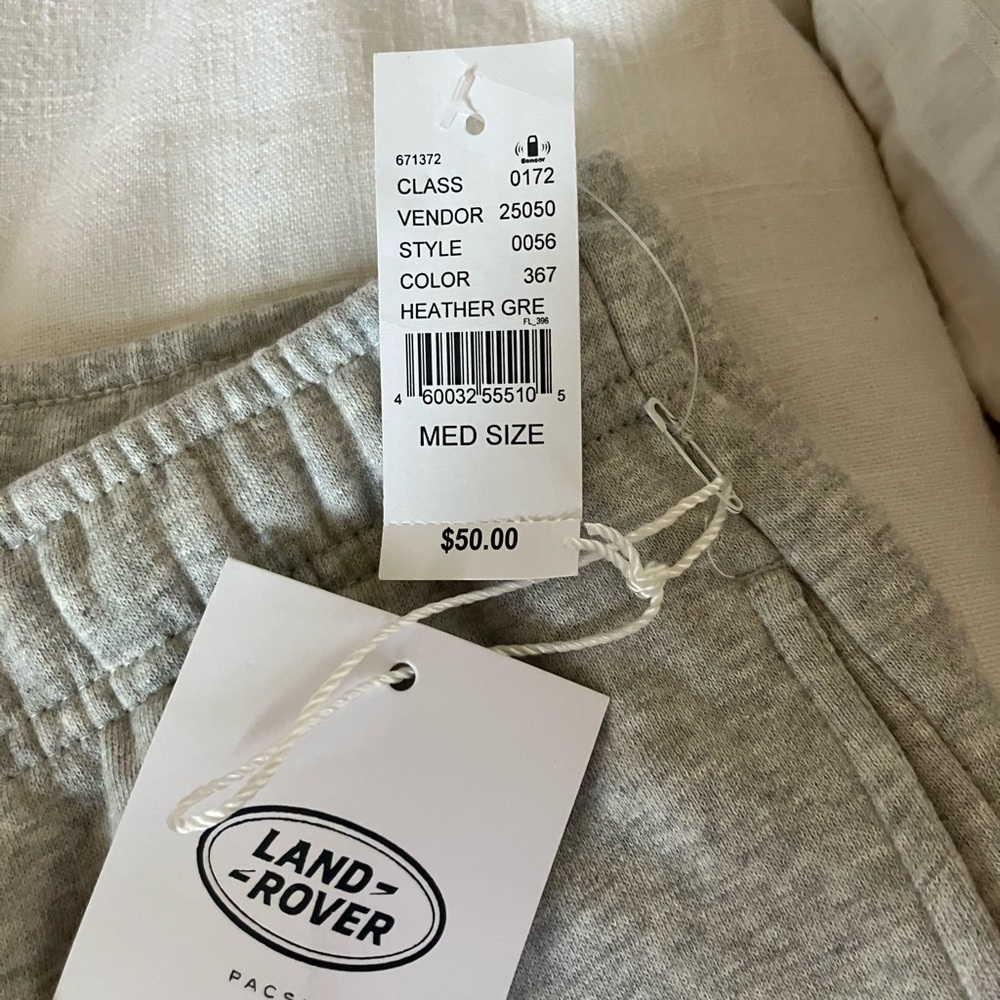 671372
Sensor
CLASS 0172
VENDOR 25050
STYLE 0056
COLOR 367
HEATHER GRE
FL_396
4 60032 55510 5
MED SIZE
$50.00
LAND
ROVER